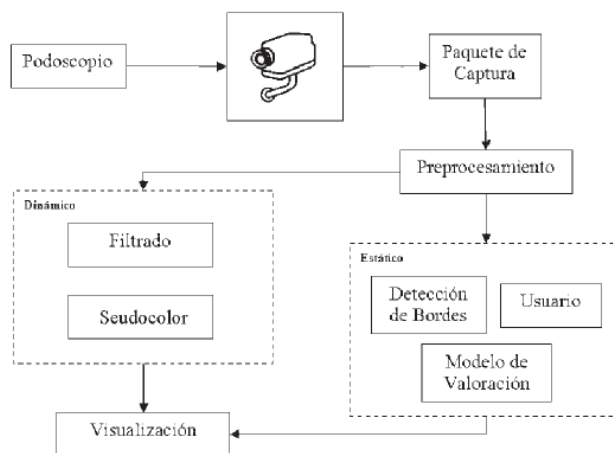 Podoscopio
Paquete de
Captura
Preprocesamiento
Dinámico
Filtrado
Seudocolor
Estático
Detección
de Bordes
Usuario
Modelo de
Valoración
Visualización